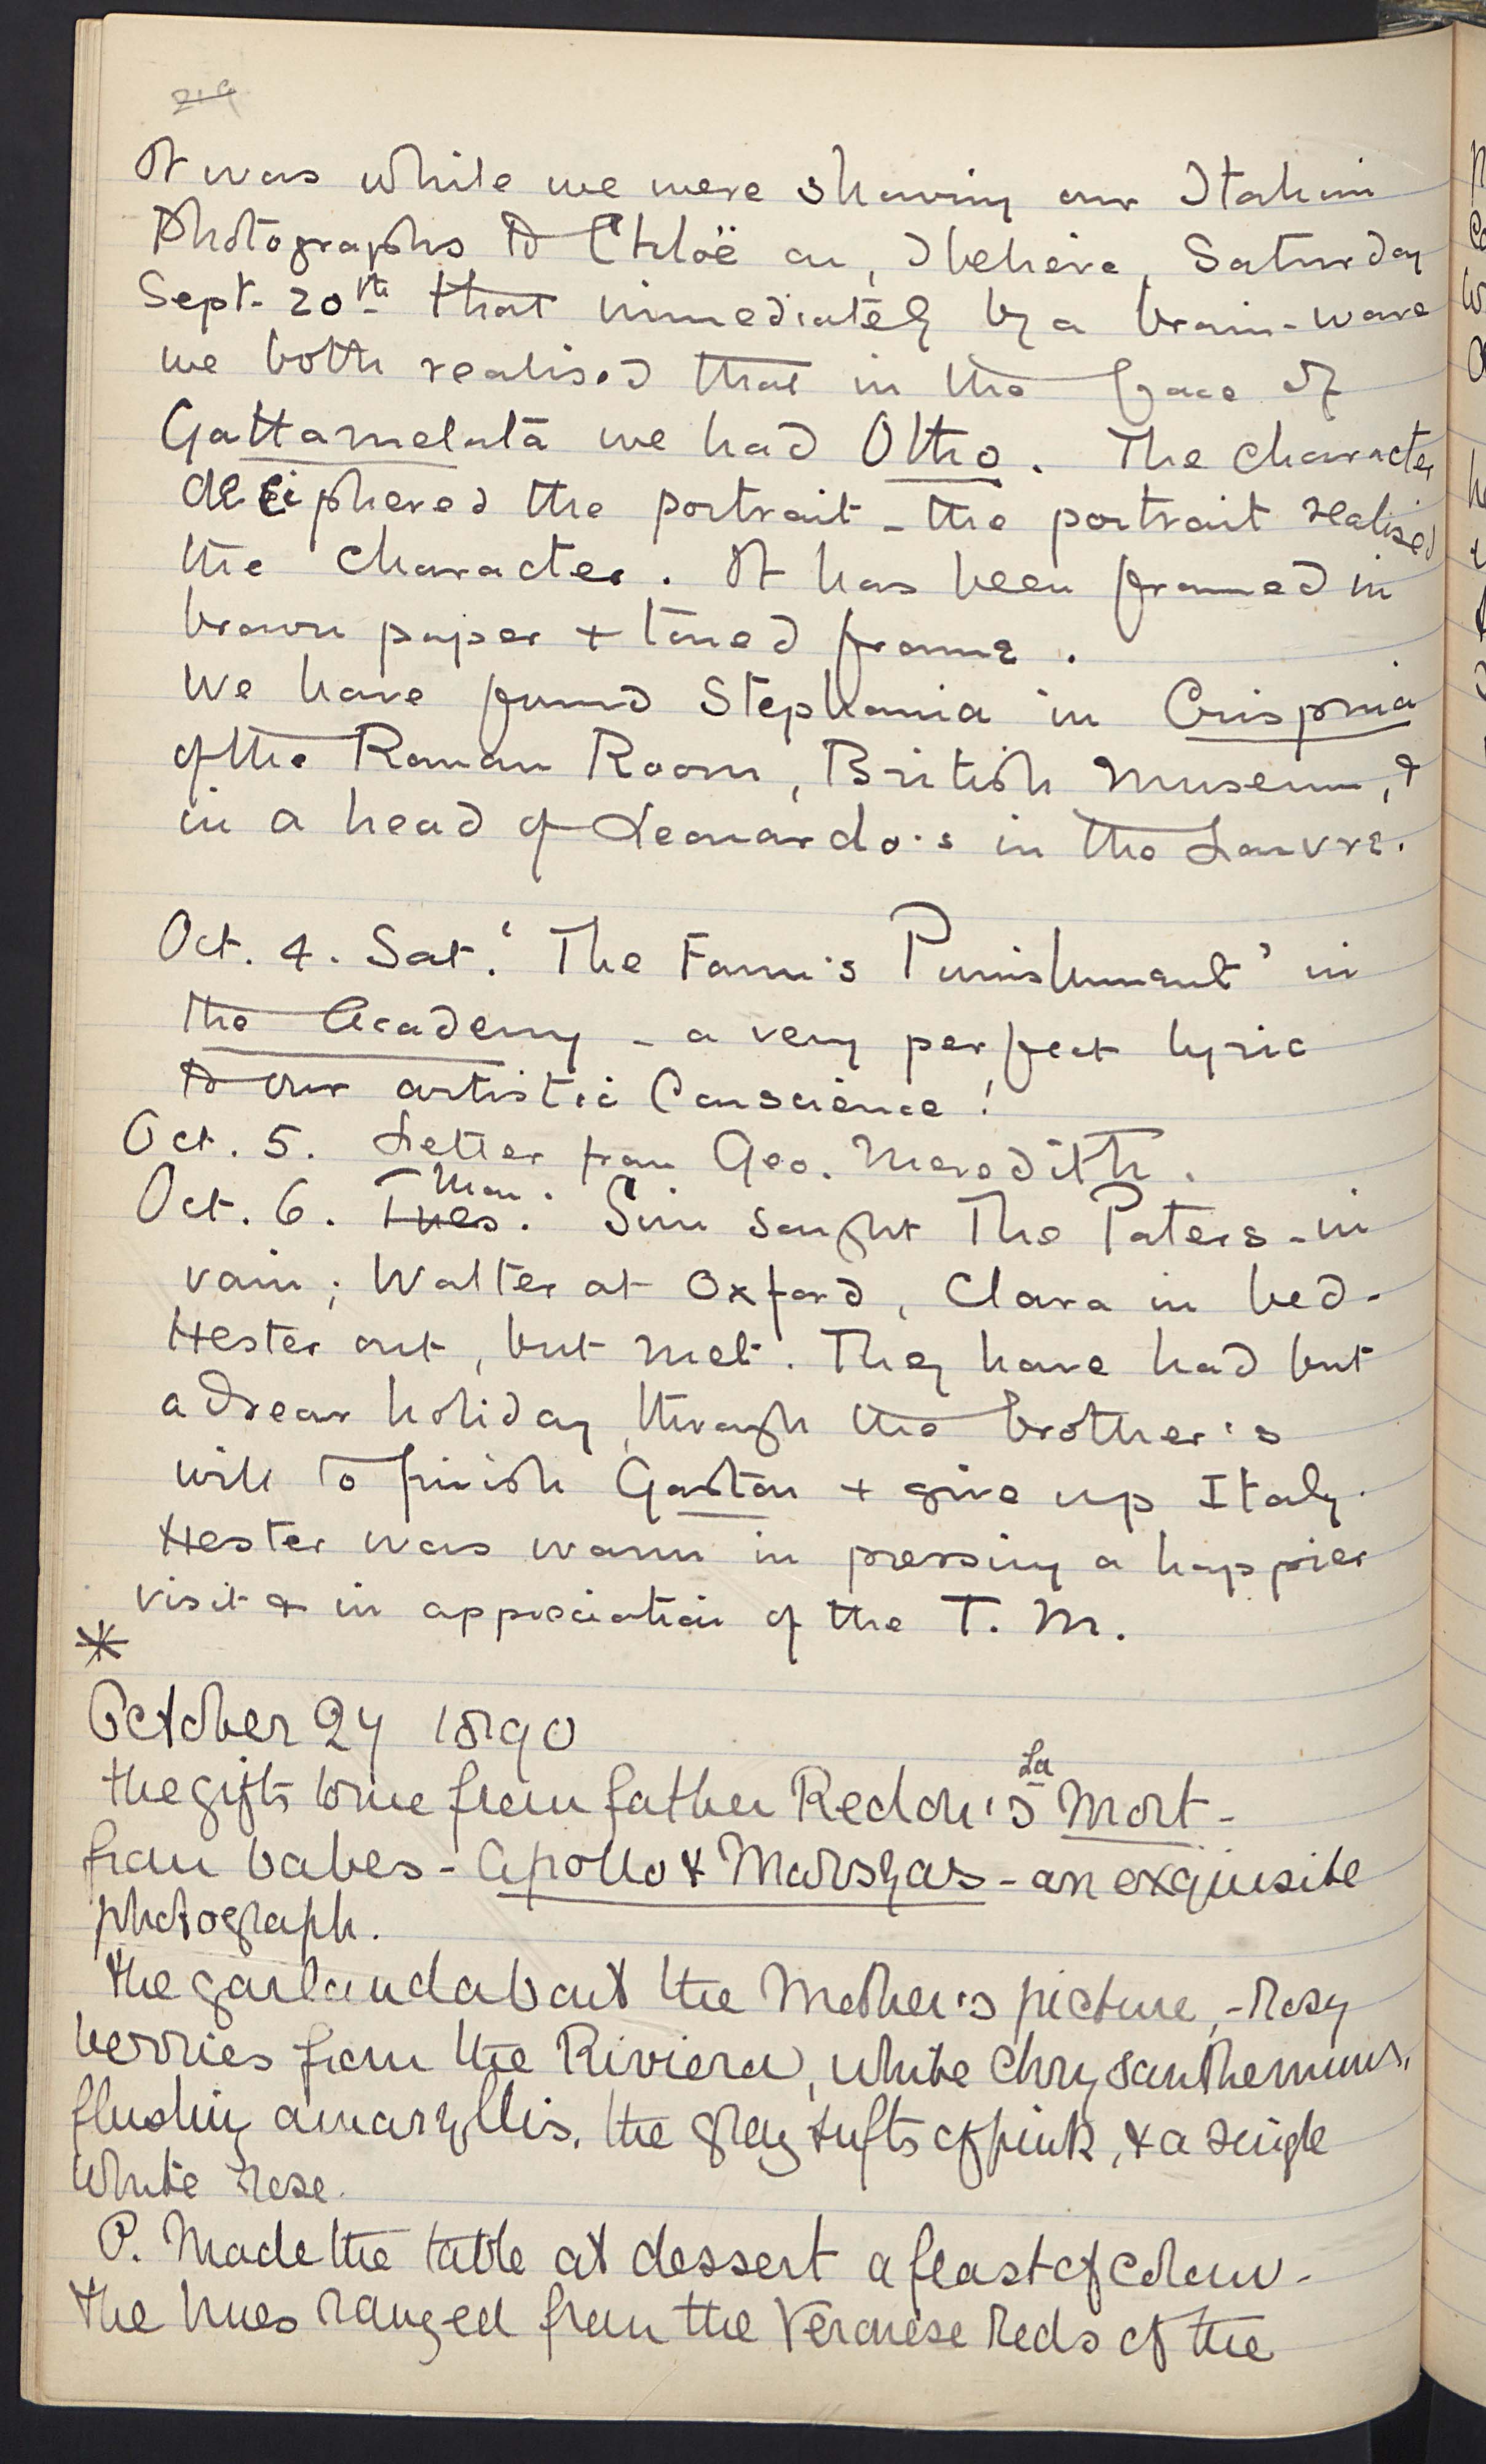 It was while we were showing our Italian
Photographs to Chloë on, I believe, Saturday
Sept. 20th that immediately by a brain-wave
we both realised that in the face of
Gattamelata we had Otho. The character
deciphered the portrait - the portrait realised
the character. It has been framed in
brown paper + toned frame.
We have found Stephania in Crispina
of the Roman Room, British Museum, &
in a head of Leonardo's in the Louvre.
Oct. 4. Sat. 'The Faun's Punishment' in
the Academy - a very perfect lyric
to our artistic Conscience!
Oct. 5. Letter from Geo. Meredith.
Mon.
Oct. 6. Tues. Sim sought The Paters - in
vain; Walter at Oxford, Clara in bed -
Hester out, but met. They have had but
a drear holiday, through the brother's
will to finish Gaston + give up Italy.
Hester was warm in pressing a happier
visit & in appreciation of the T. M.
*
October 27 1890
La
The gifts to me from father Redon's Mort -
from babes - Apollo & Marsyas - an exquisite
photograph.
The garland about the Mother's picture, - rosy
berries from the Riviera, white Chrysanthemums,
flushing amaryllis, the gray tufts of pink, & a single
white rose.
P. Made the table at dessert a feast of colour -
The hues ranged from the Veronese reds of the